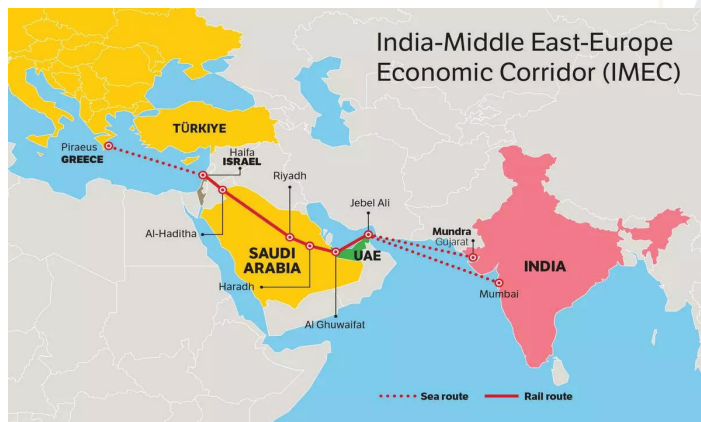 India-Middle East-Europe
Economic Corridor (IMEC)
TÜRKIYE
Piraeus
GREECE
Haifa
ISRAEL
Riyadh
Jebel Ali
Al-Haditha
Mundra
Gujarat
SAUDI
ARABIA
UAE
INDIA
Haradh
Mumbai
Al Ghuwaifat
Sea route
Rail route